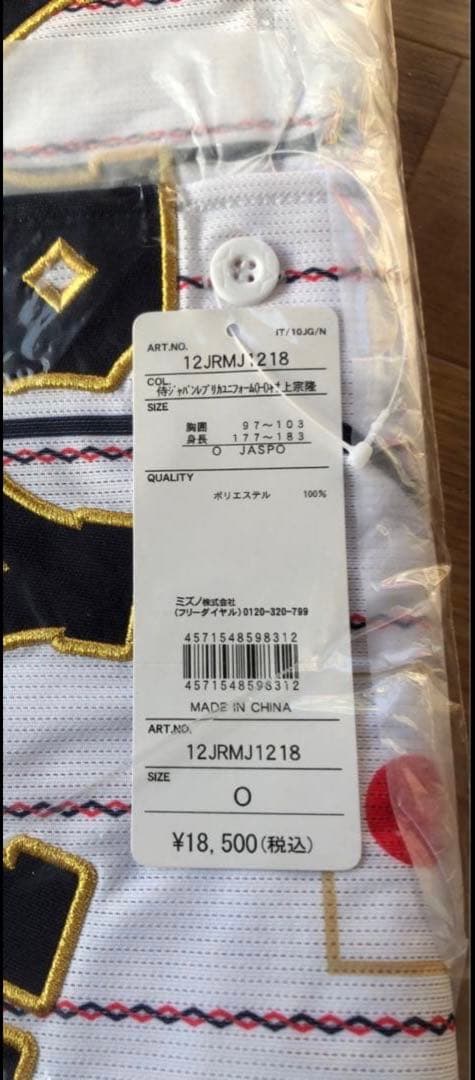 IT/10JG/N
ART.NO.
12JRMJ1218
COL.
侍ジャパンレプリカユニフォーム(H-O)+村上宗隆
SIZE
胸囲 97～103
身長 177～183
O JASPO
QUALITY
ポリエステル 100%
ミズノ株式会社
(フリーダイヤル)0120-320-799
4571548598312
4571548598312
MADE IN CHINA
ART.NO.
12JRMJ1218
SIZE
O
¥18,500(税込)